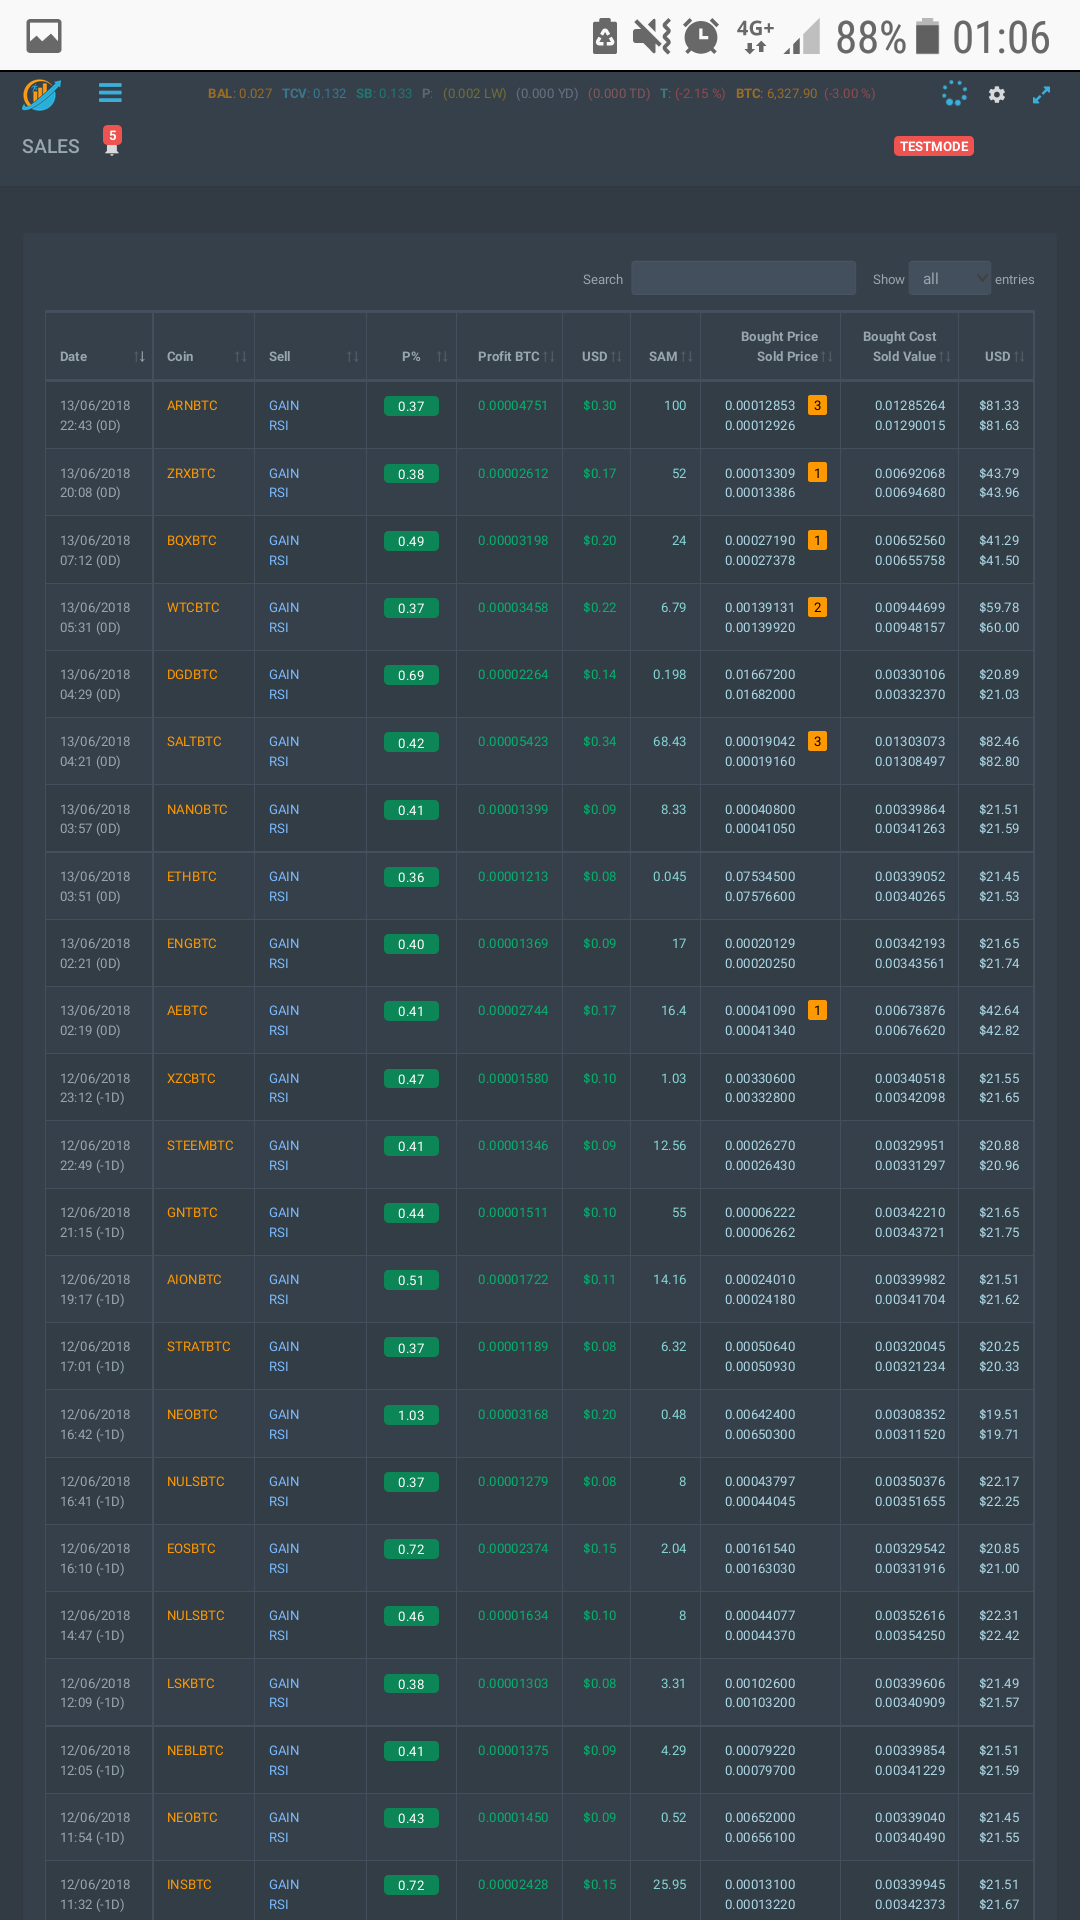 4G+ 88% 01:06
BAL: 0.027 TCV: 0.132 SB: 0.133 P: (0.002 LW) (0.000 YD) (0.000 TD) T: (-2.15 %) BTC: 6,327.90 (-3.00 %)
SALES 5 TESTMODE
Search Show all entries
Bought Price Bought Cost
Date Coin Sell P% Profit BTC USD SAM Sold Price Sold Value USD
13/06/2018 ARNBTC GAIN 0.37 0.00004751 $0.30 100 0.00012853 3 0.01285264 $81.33
22:43 (0D) RSI 0.00012926 0.01290015 $81.63
13/06/2018 ZRXBTC GAIN 0.38 0.00002612 $0.17 52 0.00013309 1 0.00692068 $43.79
20:08 (0D) RSI 0.00013386 0.00694680 $43.96
13/06/2018 BQXBTC GAIN 0.49 0.00003198 $0.20 24 0.00027190 1 0.00652560 $41.29
07:12 (0D) RSI 0.00027378 0.00655758 $41.50
13/06/2018 WTCBTC GAIN 0.37 0.00003458 $0.22 6.79 0.00139131 2 0.00944699 $59.78
05:31 (0D) RSI 0.00139920 0.00948157 $60.00
13/06/2018 DGDBTC GAIN 0.69 0.00002264 $0.14 0.198 0.01667200 0.00330106 $20.89
04:29 (0D) RSI 0.01682000 0.00332370 $21.03
13/06/2018 SALTBTC GAIN 0.42 0.00005423 $0.34 68.43 0.00019042 3 0.01303073 $82.46
04:21 (0D) RSI 0.00019160 0.01308497 $82.80
13/06/2018 NANOBTC GAIN 0.41 0.00001399 $0.09 8.33 0.00040800 0.00339864 $21.51
03:57 (0D) RSI 0.00041050 0.00341263 $21.59
13/06/2018 ETHBTC GAIN 0.36 0.00001213 $0.08 0.045 0.07534500 0.00339052 $21.45
03:51 (0D) RSI 0.07576600 0.00340265 $21.53
13/06/2018 ENGBTC GAIN 0.40 0.00001369 $0.09 17 0.00020129 0.00342193 $21.65
02:21 (0D) RSI 0.00020250 0.00343561 $21.74
13/06/2018 AEBTC GAIN 0.41 0.00002744 $0.17 16.4 0.00041090 1 0.00673876 $42.64
02:19 (0D) RSI 0.00041340 0.00676620 $42.82
12/06/2018 XZCBTC GAIN 0.47 0.00001580 $0.10 1.03 0.00330600 0.00340518 $21.55
23:12 (-1D) RSI 0.00332800 0.00342098 $21.65
12/06/2018 STEEMBTC GAIN 0.41 0.00001346 $0.09 12.56 0.00026270 0.00329951 $20.88
22:49 (-1D) RSI 0.00026430 0.00331297 $20.96
12/06/2018 GNTBTC GAIN 0.44 0.00001511 $0.10 55 0.00006222 0.00342210 $21.65
21:15 (-1D) RSI 0.00006262 0.00343721 $21.75
12/06/2018 AIONBTC GAIN 0.51 0.00001722 $0.11 14.16 0.00024010 0.00339982 $21.51
19:17 (-1D) RSI 0.00024180 0.00341704 $21.62
12/06/2018 STRATBTC GAIN 0.37 0.00001189 $0.08 6.32 0.00050640 0.00320045 $20.25
17:01 (-1D) RSI 0.00050930 0.00321234 $20.33
12/06/2018 NEOBTC GAIN 1.03 0.00003168 $0.20 0.48 0.00642400 0.00308352 $19.51
16:42 (-1D) RSI 0.00650300 0.00311520 $19.71
12/06/2018 NULSBTC GAIN 0.37 0.00001279 $0.08 8 0.00043797 0.00350376 $22.17
16:41 (-1D) RSI 0.00044045 0.00351655 $22.25
12/06/2018 EOSBTC GAIN 0.72 0.00002374 $0.15 2.04 0.00161540 0.00329542 $20.85
16:10 (-1D) RSI 0.00163030 0.00331916 $21.00
12/06/2018 NULSBTC GAIN 0.46 0.00001634 $0.10 8 0.00044077 0.00352616 $22.31
14:47 (-1D) RSI 0.00044370 0.00354250 $22.42
12/06/2018 LSKBTC GAIN 0.38 0.00001303 $0.08 3.31 0.00102600 0.00339606 $21.49
12:09 (-1D) RSI 0.00103200 0.00340909 $21.57
12/06/2018 NEBLBTC GAIN 0.41 0.00001375 $0.09 4.29 0.00079220 0.00339854 $21.51
12:05 (-1D) RSI 0.00079700 0.00341229 $21.59
12/06/2018 NEOBTC GAIN 0.43 0.00001450 $0.09 0.52 0.00652000 0.00339040 $21.45
11:54 (-1D) RSI 0.00656100 0.00340490 $21.55
12/06/2018 INSBTC GAIN 0.72 0.00002428 $0.15 25.95 0.00013100 0.00339945 $21.51
11:32 (-1D) RSI 0.00013220 0.00342373 $21.67